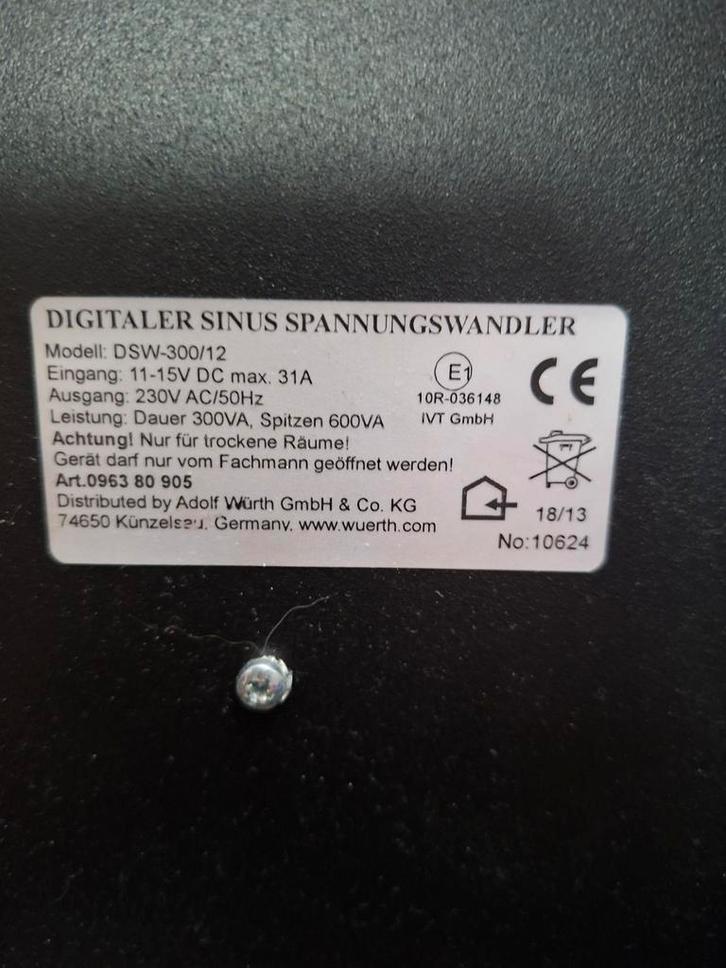 DIGITALER SINUS SPANNUNGSWANDLER
Modell: DSW-300/12
Eingang: 11-15V DC max. 31A
Ausgang: 230V AC/50Hz
Leistung: Dauer 300VA, Spitzen 600VA
E1
10R-036148
IVT GmbH
CE
Achtung! Nur für trockene Räume!
Gerät darf nur vom Fachmann geöffnet werden!
Art.0963 80 905
Distributed by Adolf Würth GmbH & Co. KG
74650 Künzelsau, Germany, www.wuerth.com
18/13
No:10624